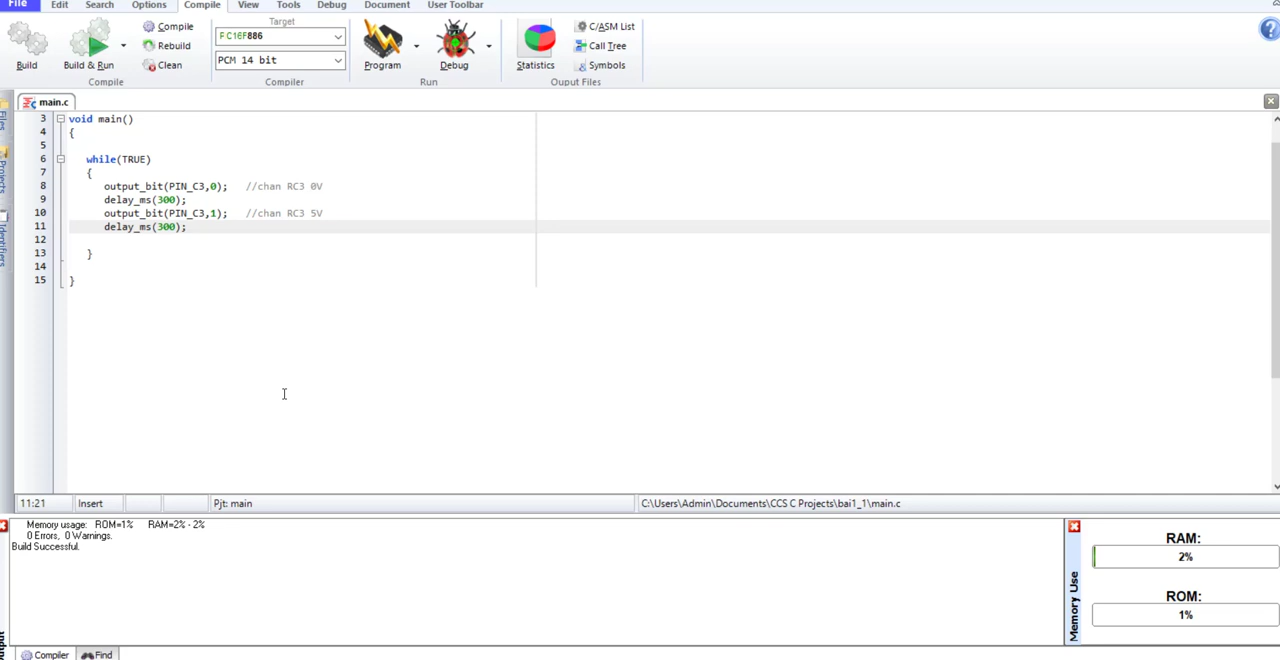 File Edit Search Options Compile View Tools Debug Document User Toolbar
Build
Build & Run
Compile
Rebuild
Clean
Compile
Target
PIC16F886
PCM 14 bit
Compiler
Program
Debug
Run
Statistics
C/ASM List
Call Tree
Symbols
Ouput Files
main.c
Files
Projects
Identifiers
3 void main()
4 {
5
6 while(TRUE)
7 {
8 output_bit(PIN_C3,0); //chan RC3 0V
9 delay_ms(300);
10 output_bit(PIN_C3,1); //chan RC3 5V
11 delay_ms(300);
12
13 }
14
15 }
11:21 Insert Pjt: main C:\Users\Admin\Documents\CCS C Projects\bai1_1\main.c
Memory usage: ROM=1% RAM=2% - 2%
0 Errors, 0 Warnings.
Build Successful.
Memory Use
RAM:
2%
ROM:
1%
Compiler Find